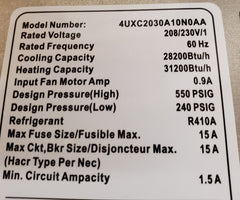 Model Number: 4UXC2030A10N0AA
Rated Voltage 208/230V/1
Rated Frequency 60 Hz
Cooling Capacity 28200Btu/h
Heating Capacity 31200Btu/h
Input Fan Motor Amp 0.9A
Design Pressure(High) 550 PSIG
Design Pressure(Low) 240 PSIG
Refrigerant R410A
Max Fuse Size/Fusible Max. 15 A
Max Ckt,Bkr Size/Disjoncteur Max. 15 A
(Hacr Type Per Nec)
Min. Circuit Ampacity 1.5 A